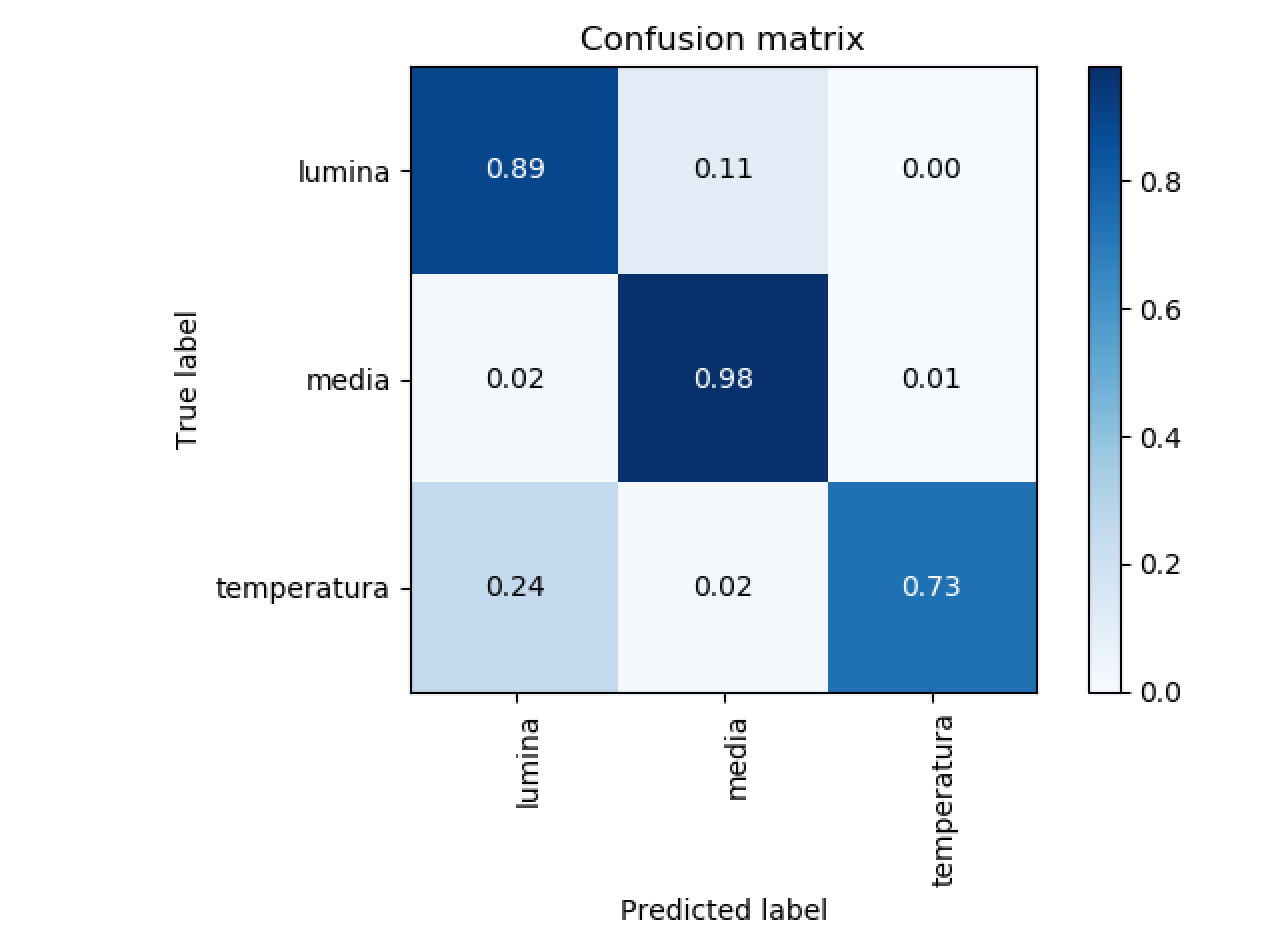 Confusion matrix
lumina 0.89 0.11 0.00
media 0.02 0.98 0.01
temperatura 0.24 0.02 0.73
True label
lumina media temperatura
Predicted label
0.8
0.6
0.4
0.2
0.0